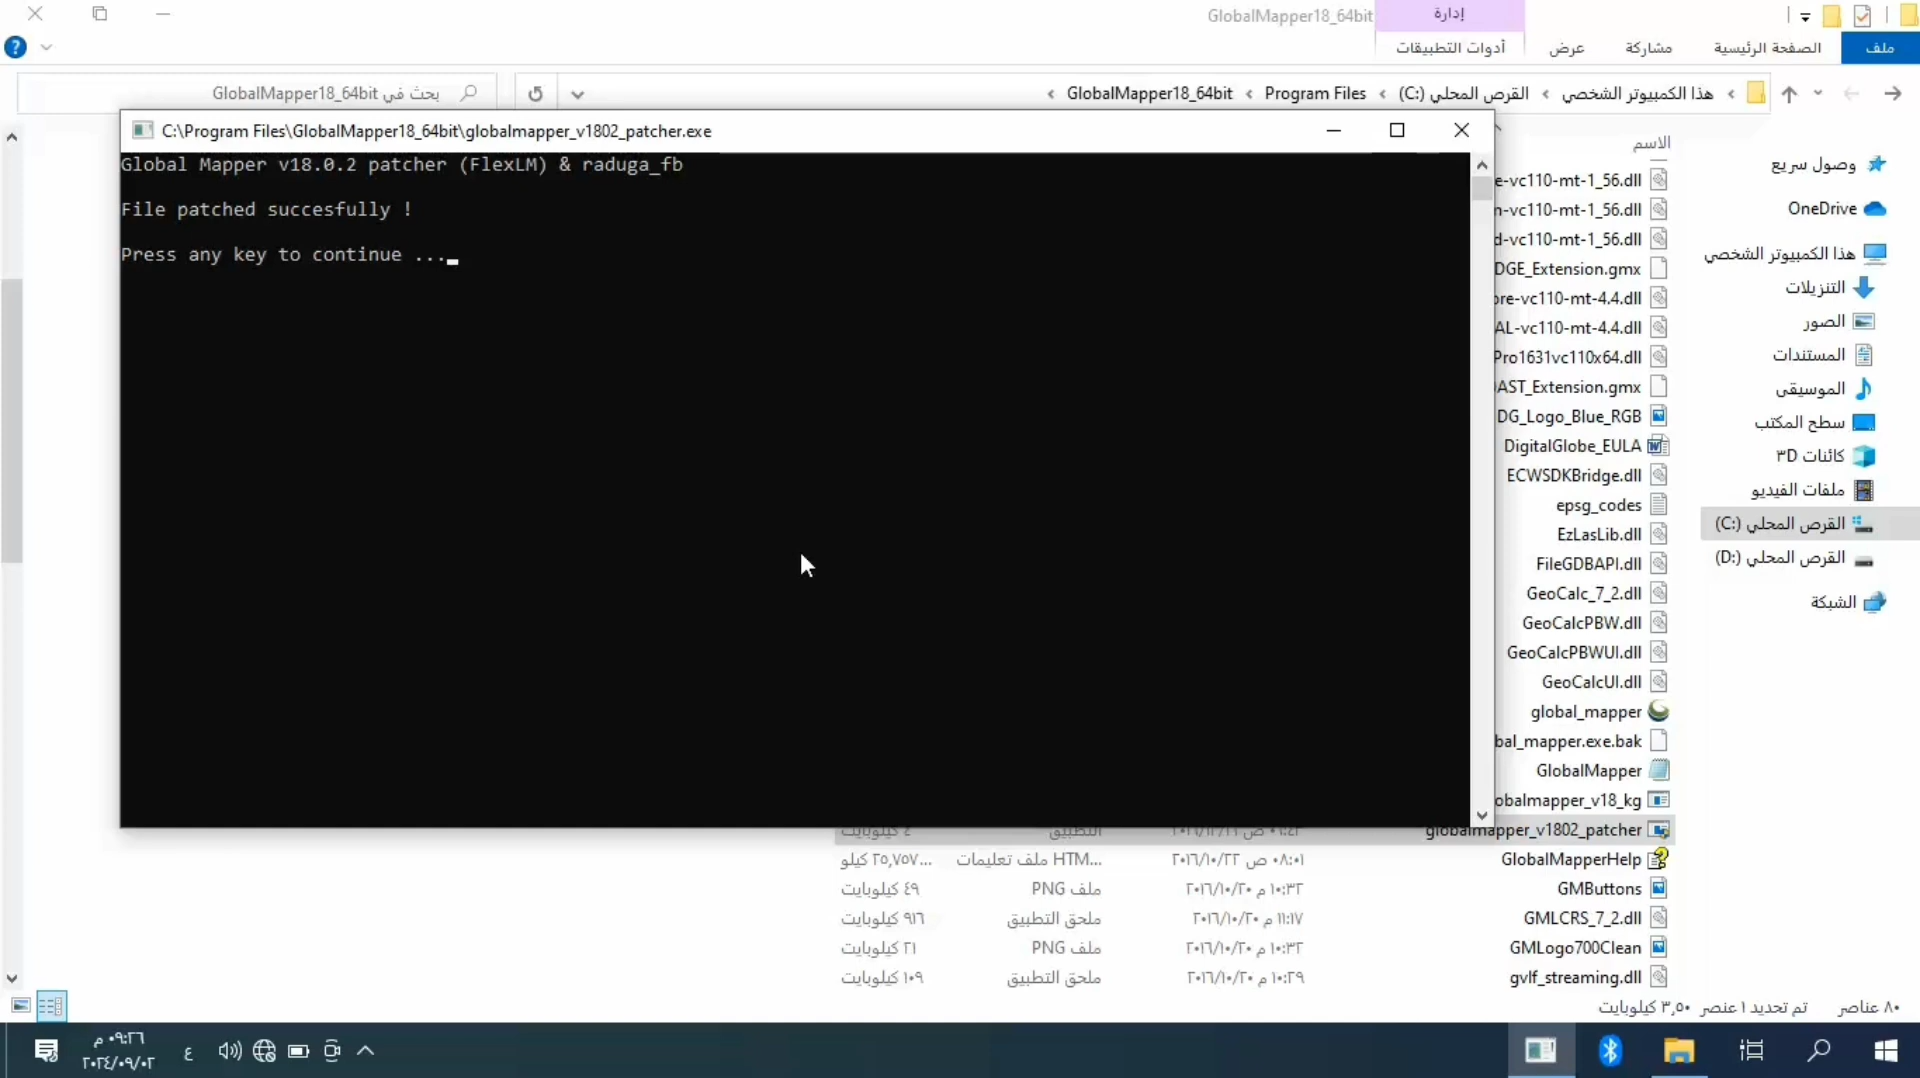 GlobalMapper18_64bit
إدارة
ملف
الصفحة الرئيسية
مشاركة
عرض
أدوات التطبيقات
هذا الكمبيوتر الشخصي
القرص المحلي (C:)
Program Files
GlobalMapper18_64bit
بحث في GlobalMapper18_64bit
C:\Program Files\GlobalMapper18_64bit\globalmapper_v1802_patcher.exe
Global Mapper v18.0.2 patcher (FlexLM) & raduga_fb
File patched succesfully !
Press any key to continue ...
وصول سريع
OneDrive
هذا الكمبيوتر الشخصي
التنزيلات
الصور
المستندات
الموسيقى
سطح المكتب
كائنات ٣D
ملفات الفيديو
القرص المحلي (C:)
القرص المحلي (D:)
الشبكة
الاسم
e-vc110-mt-1_56.dll
n-vc110-mt-1_56.dll
d-vc110-mt-1_56.dll
DGE_Extension.gmx
ore-vc110-mt-4.4.dll
AL-vc110-mt-4.4.dll
Pro1631vc110x64.dll
AST_Extension.gmx
DG_Logo_Blue_RGB
DigitalGlobe_EULA
ECWSDKBridge.dll
epsg_codes
EzLasLib.dll
FileGDBAPI.dll
GeoCalc_7_2.dll
GeoCalcPBW.dll
GeoCalcPBWUI.dll
GeoCalcUI.dll
global_mapper
bal_mapper.exe.bak
GlobalMapper
obalmapper_v18_kg
globalmapper_v1802_patcher
GlobalMapperHelp ٢٠١٦/١٠/٢٢ ٠٨:٠١ ص ملف تعليمات HTM... ٢٥,٧٥٧ كيلو...
GMButtons ٢٠١٦/١٠/٢٠ ١٠:٣٢ م ملف PNG ٤٩ كيلوبايت
GMLCRS_7_2.dll ٢٠١٦/١٠/٢٠ ١١:١٧ م ملحق التطبيق ٩١٦ كيلوبايت
GMLogo700Clean ٢٠١٦/١٠/٢٠ ١٠:٣٢ م ملف PNG ٢١ كيلوبايت
gvlf_streaming.dll ٢٠١٦/١٠/٢٠ ١٠:٢٩ م ملحق التطبيق ١٠٩ كيلوبايت
٨٠ عناصر
تم تحديد ١ عنصر ٣,٥٠ كيلوبايت
ع
٠٩:٢٦ م
٢٠٢٤/٠٩/٠٢